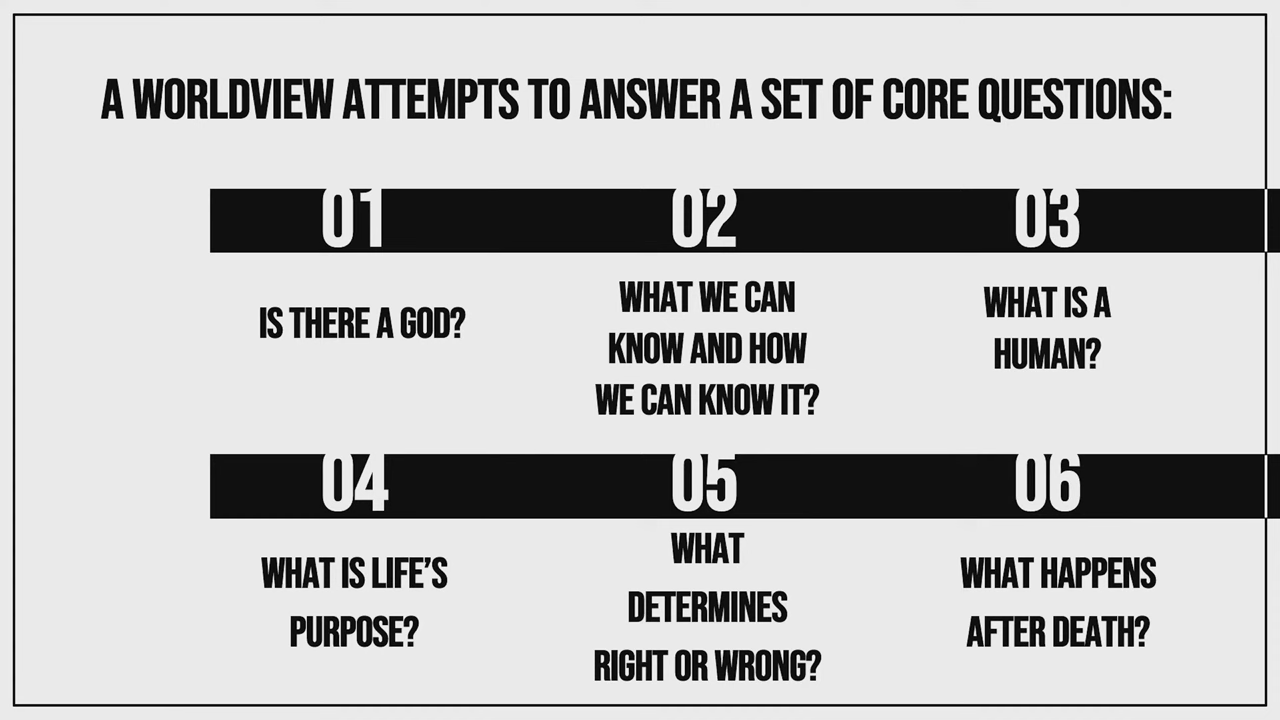 A WORLDVIEW ATTEMPTS TO ANSWER A SET OF CORE QUESTIONS:
01
IS THERE A GOD?
02
WHAT WE CAN
KNOW AND HOW
WE CAN KNOW IT?
03
WHAT IS A
HUMAN?
04
WHAT IS LIFE’S
PURPOSE?
05
WHAT
DETERMINES
RIGHT OR WRONG?
06
WHAT HAPPENS
AFTER DEATH?